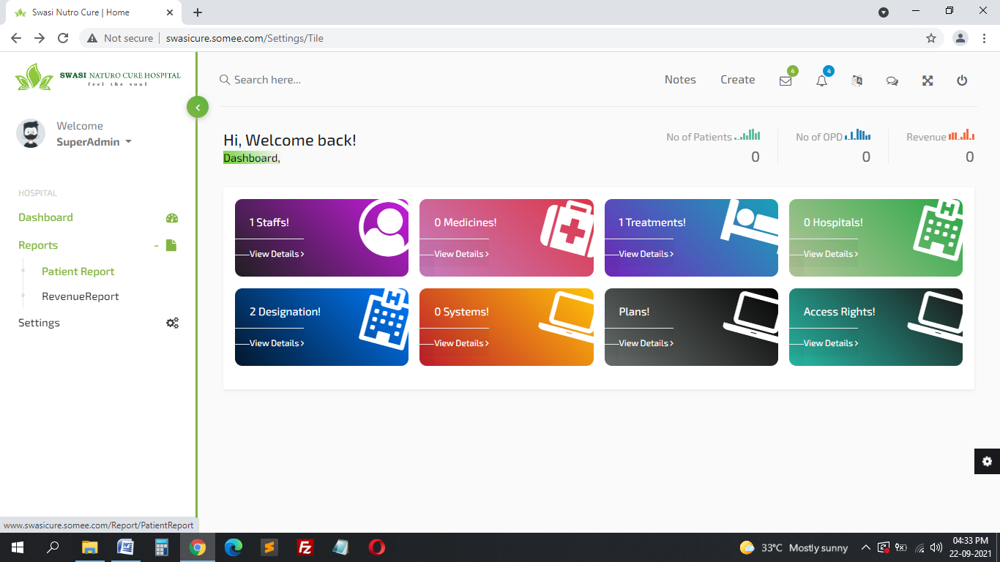 Swasi Nutro Cure | Home
Not secure
swasicure.somee.com/Settings/Tile
SWASI NATURO CURE HOSPITAL
feel the soul
Search here...
Notes
Create
4
4
Welcome
SuperAdmin
Hi, Welcome back!
Dashboard,
No of Patients
0
No of OPD
0
Revenue
0
HOSPITAL
Dashboard
Reports -
Patient Report
RevenueReport
Settings
1 Staffs!
View Details
0 Medicines!
View Details
1 Treatments!
View Details
0 Hospitals!
View Details
2 Designation!
View Details
0 Systems!
View Details
Plans!
View Details
Access Rights!
View Details
www.swasicure.somee.com/Report/PatientReport
33°C Mostly sunny
04:33 PM
22-09-2021